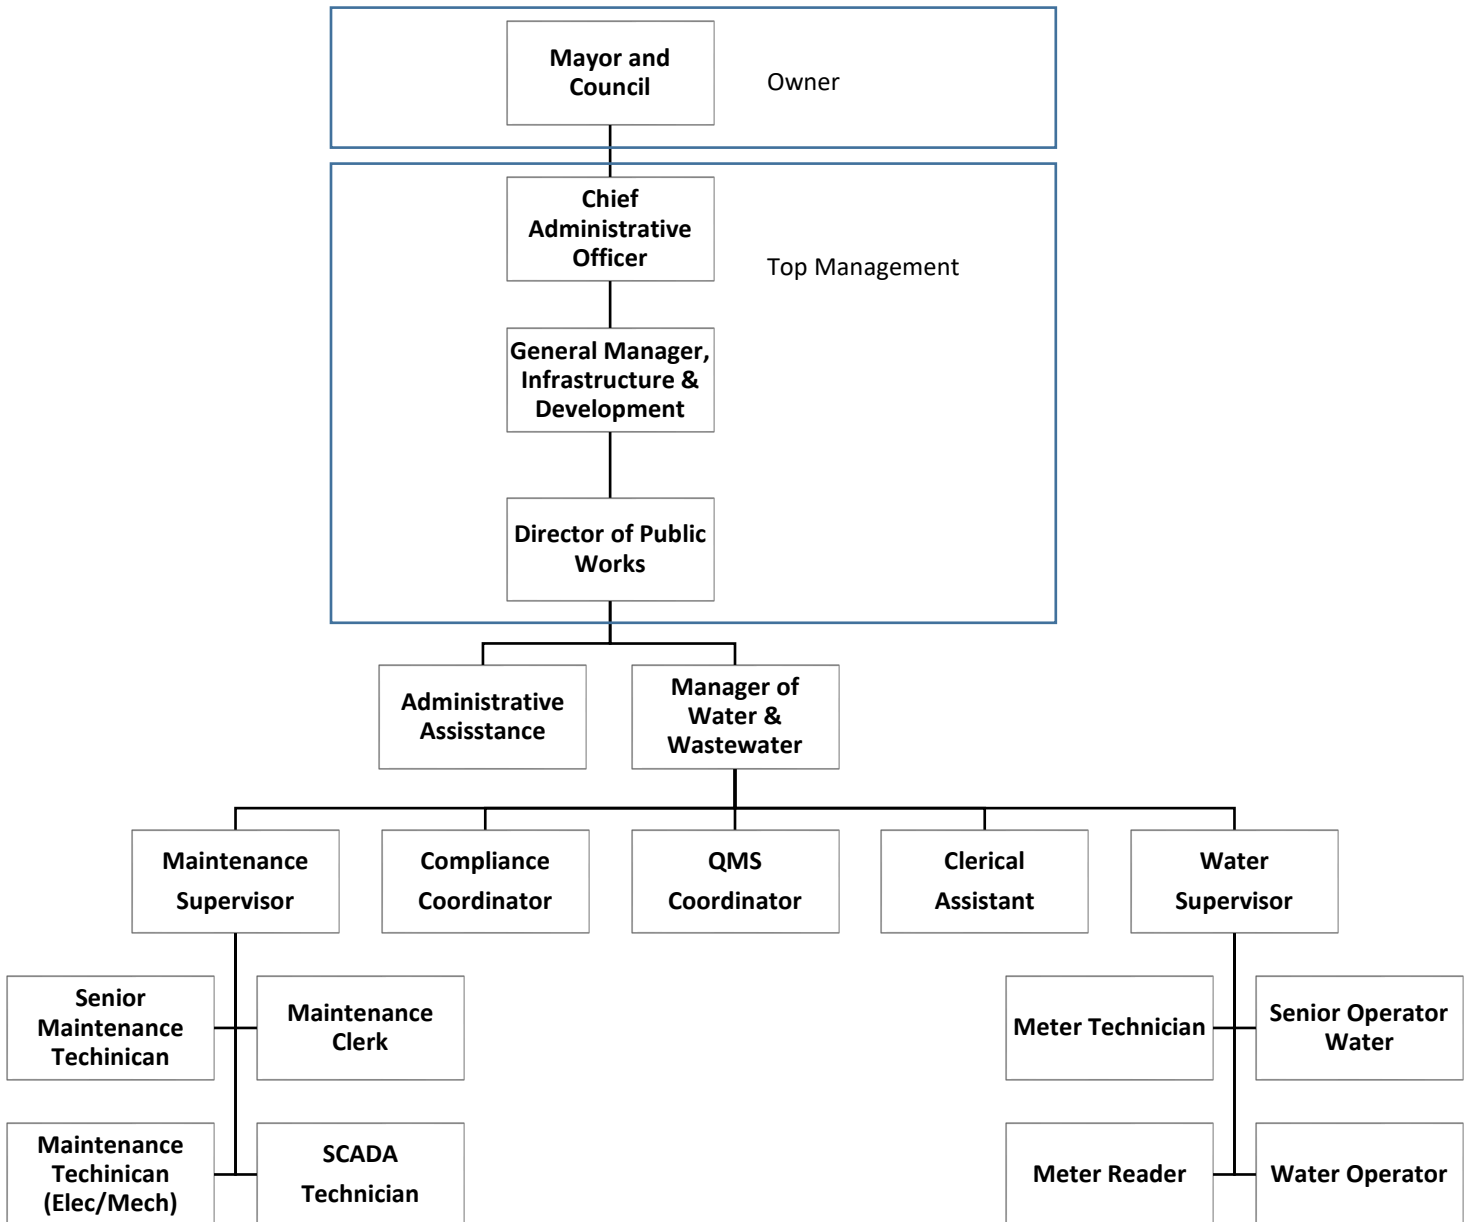 Mayor and
Council
Owner
Chief
Administrative
Officer
Top Management
General Manager,
Infrastructure &
Development
Director of Public
Works
Administrative
Assisstance
Manager of
Water &
Wastewater
Maintenance
Supervisor
Compliance
Coordinator
QMS
Coordinator
Clerical
Assistant
Water
Supervisor
Senior
Maintenance
Techinican
Maintenance
Clerk
Meter Technician
Senior Operator
Water
Maintenance
Techinican
(Elec/Mech)
SCADA
Technician
Meter Reader
Water Operator